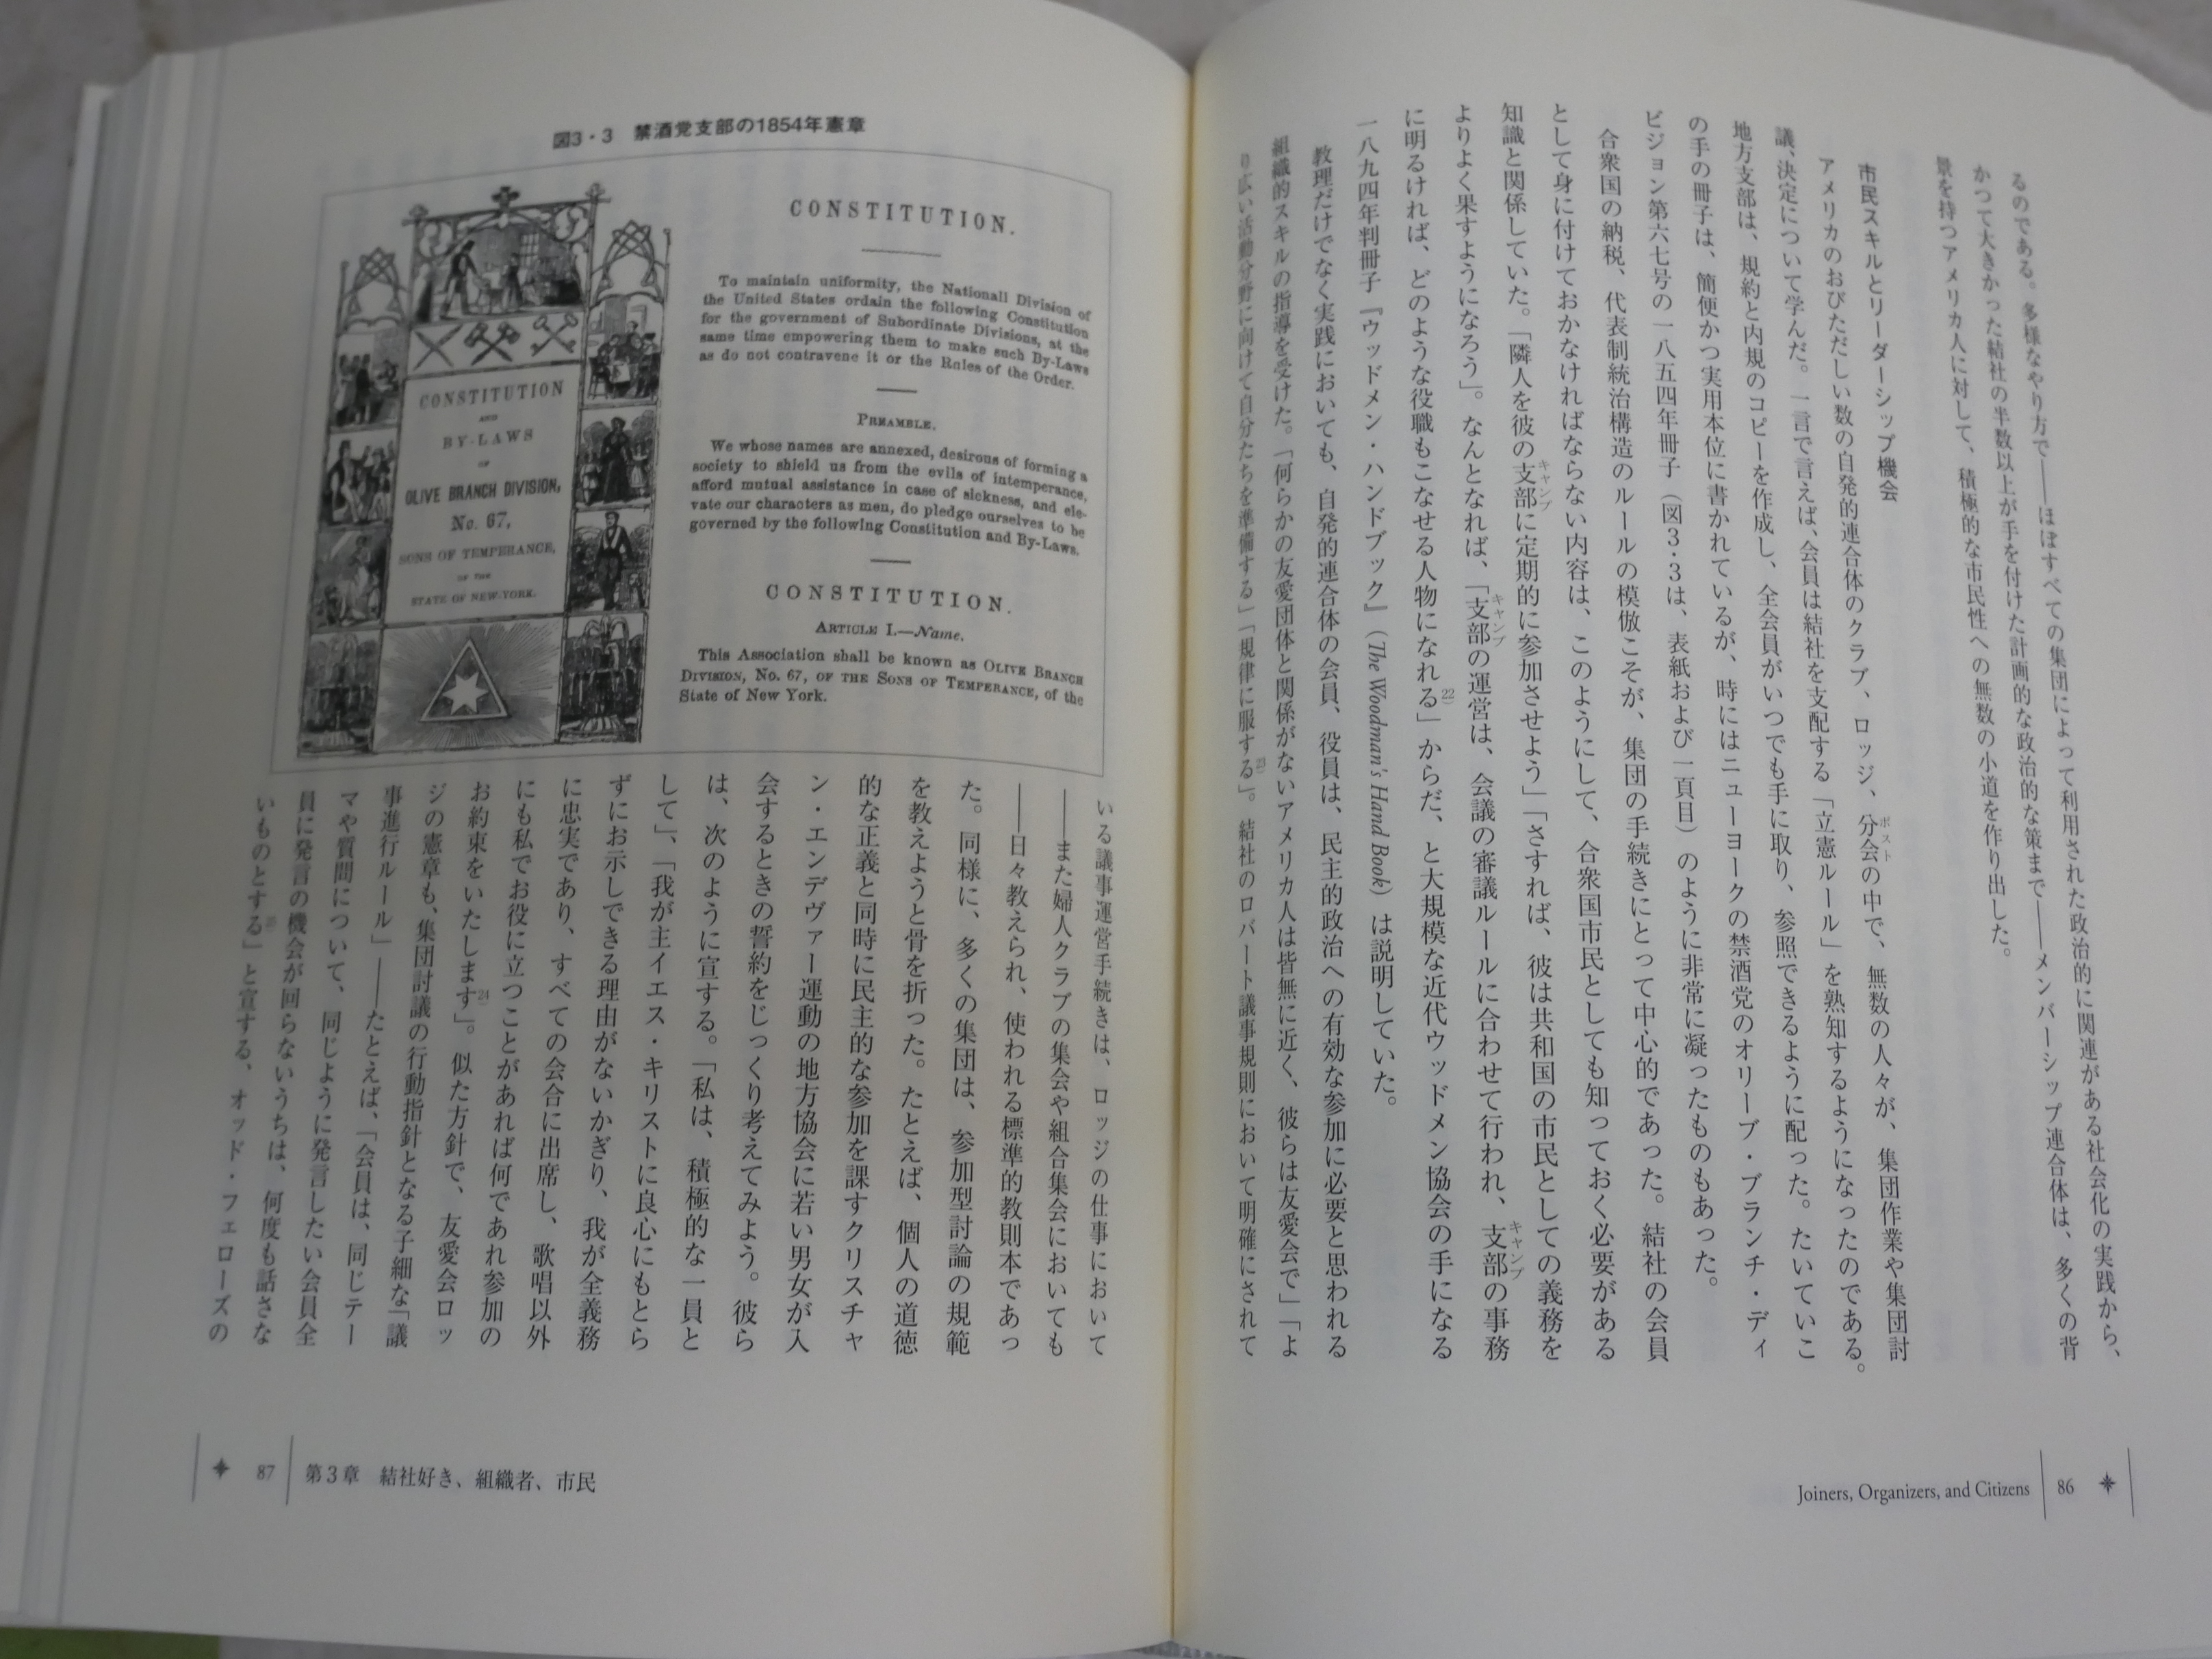 るのである。多様なやり方で――ほぼすべての集団によって利用された政治的に関連がある社会化の実践から、
かつて大きかった結社の半数以上が手を付けた計画的な政治的な策まで――メンバーシップ連合体は、多くの背
景を持つアメリカ人に対して、積極的な市民性への無数の小道を作り出した。
市民スキルとリーダーシップ機会
アメリカのおびただしい数の自発的連合体のクラブ、ロッジ、分会の中で、無数の人々が、集団作業や集団討
ポスト
議、決定について学んだ。一言で言えば、会員は結社を支配する「立憲ルール」を熟知するようになったのである。
地方支部は、規約と内規のコピーを作成し、全会員がいつでも手に取り、参照できるように配った。たいていこ
の手の冊子は、簡便かつ実用本位に書かれているが、時にはニューヨークの禁酒党のオリーブ・ブランチ・ディ
ビジョン第六七号の一八五四年冊子（図3・3は、表紙および一頁目）のように非常に凝ったものもあった。
合衆国の納税、代表制統治構造のルールの模倣こそが、集団の手続きにとって中心的であった。結社の会員
として身に付けておかなければならない内容は、このようにして、合衆国市民としても知っておく必要がある
知識と関係していた。「隣人を彼の支部に定期的に参加させよう」「さすれば、彼は共和国の市民としての義務を
キャンプ
よりよく果すようになろう」。なんとなれば、「支部の運営は、会議の審議ルールに合わせて行われ、支部の事務
キャンプ
キャンプ
に明るければ、どのような役職もこなせる人物になれる」からだ、と大規模な近代ウッドメン協会の手になる
22
一八九四年判冊子『ウッドメン・ハンドブック』（The Woodman's Hand Book）は説明していた。
教理だけでなく実践においても、自発的連合体の会員、役員は、民主的政治への有効な参加に必要と思われる
組織的スキルの指導を受けた。「何らかの友愛団体と関係がないアメリカ人は皆無に近く、彼らは友愛会で」「よ
り広い活動分野に向けて自分たちを準備する」「規律に服する」。結社のロバート議事規則において明確にされて
23
Joiners, Organizers, and Citizens
86
図3・3 禁酒党支部の1854年憲章
CONSTITUTION
AND
BY-LAWS
OF
OLIVE BRANCH DIVISION,
No. 67,
SONS OF TEMPERANCE,
OF THE
STATE OF NEW-YORK.
CONSTITUTION.
To maintain uniformity, the Nationall Division of
the United States ordain the following Constitution
for the government of Subordinate Divisions, at the
same time empowering them to make such By-Laws
as do not contravene it or the Rules of the Order.
PREAMBLE.
We whose names are annexed, desirous of forming a
society to shield us from the evils of intemperance,
afford mutual assistance in case of sickness, and ele-
vate our characters as men, do pledge ourselves to be
governed by the following Constitution and By-Laws.
CONSTITUTION.
ARTICLE I.—Name.
This Association shall be known as OLIVE BRANCH
DIVISION, No. 67, OF THE SONS OF TEMPERANCE, of the
State of New York.
いる議事運営手続きは、ロッジの仕事において
――また婦人クラブの集会や組合集会においても
――日々教えられ、使われる標準的教則本であっ
た。同様に、多くの集団は、参加型討論の規範
を教えようと骨を折った。たとえば、個人の道徳
的な正義と同時に民主的な参加を課すクリスチャ
ン・エンデヴァー運動の地方協会に若い男女が入
会するときの誓約をじっくり考えてみよう。彼ら
は、次のように宣する。「私は、積極的な一員と
して」、「我が主イエス・キリストに良心にもとら
ずにお示しできる理由がないかぎり、我が全義務
に忠実であり、すべての会合に出席し、歌唱以外
にも私でお役に立つことがあれば何であれ参加の
お約束をいたします」。似た方針で、友愛会ロッ
24
ジの憲章も、集団討議の行動指針となる子細な「議
事進行ルール」――たとえば、「会員は、同じテー
マや質問について、同じように発言したい会員全
員に発言の機会が回らないうちは、何度も話さな
いものとする」と宣する、オッド・フェローズの
87
第3章 結社好き、組織者、市民